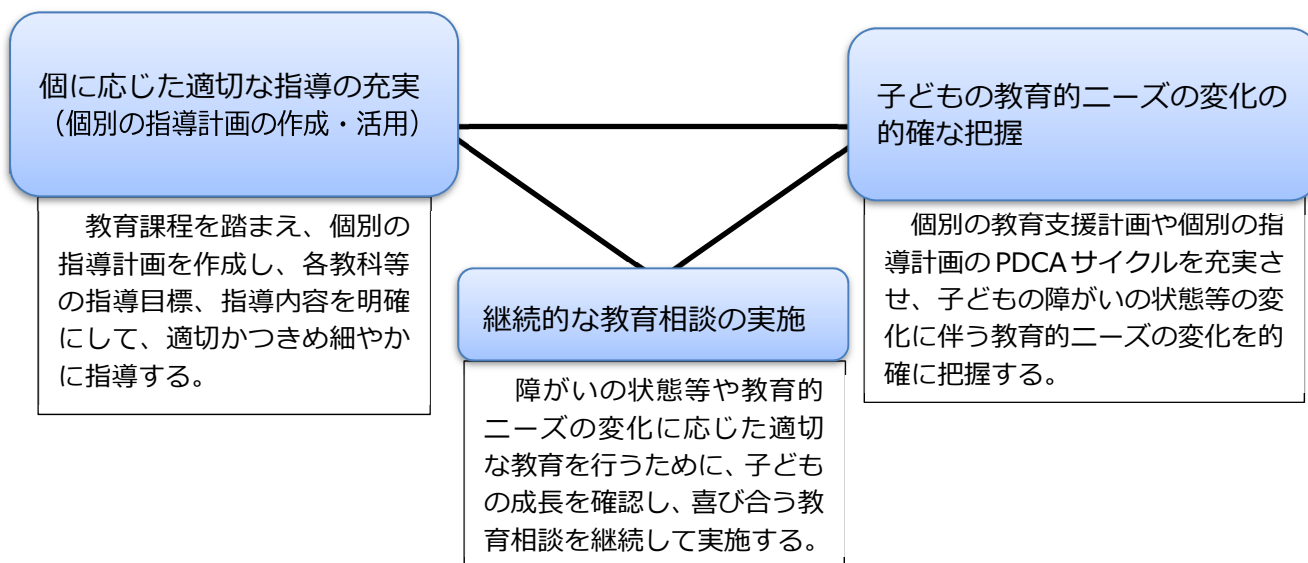 個に応じた適切な指導の充実
（個別の指導計画の作成・活用）
教育課程を踏まえ、個別の
指導計画を作成し、各教科等
の指導目標、指導内容を明確
にして、適切かつきめ細やか
に指導する。
子どもの教育的ニーズの変化の
的確な把握
個別の教育支援計画や個別の指
導計画のPDCAサイクルを充実さ
せ、子どもの障がいの状態等の変
化に伴う教育的ニーズの変化を的
確に把握する。
継続的な教育相談の実施
障がいの状態等や教育的
ニーズの変化に応じた適切
な教育を行うために、子ども
の成長を確認し、喜び合う教
育相談を継続して実施する。